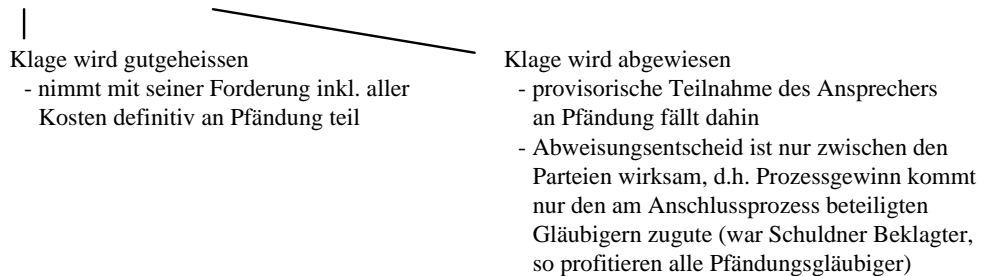 Klage wird gutgeheissen
- nimmt mit seiner Forderung inkl. aller
Kosten definitiv an Pfändung teil
Klage wird abgewiesen
- provisorische Teilnahme des Ansprechers
an Pfändung fällt dahin
- Abweisungsentscheid ist nur zwischen den
Parteien wirksam, d.h. Prozessgewinn kommt
nur den am Anschlussprozess beteiligten
Gläubigern zugute (war Schuldner Beklagter,
so profitieren alle Pfändungsgläubiger)